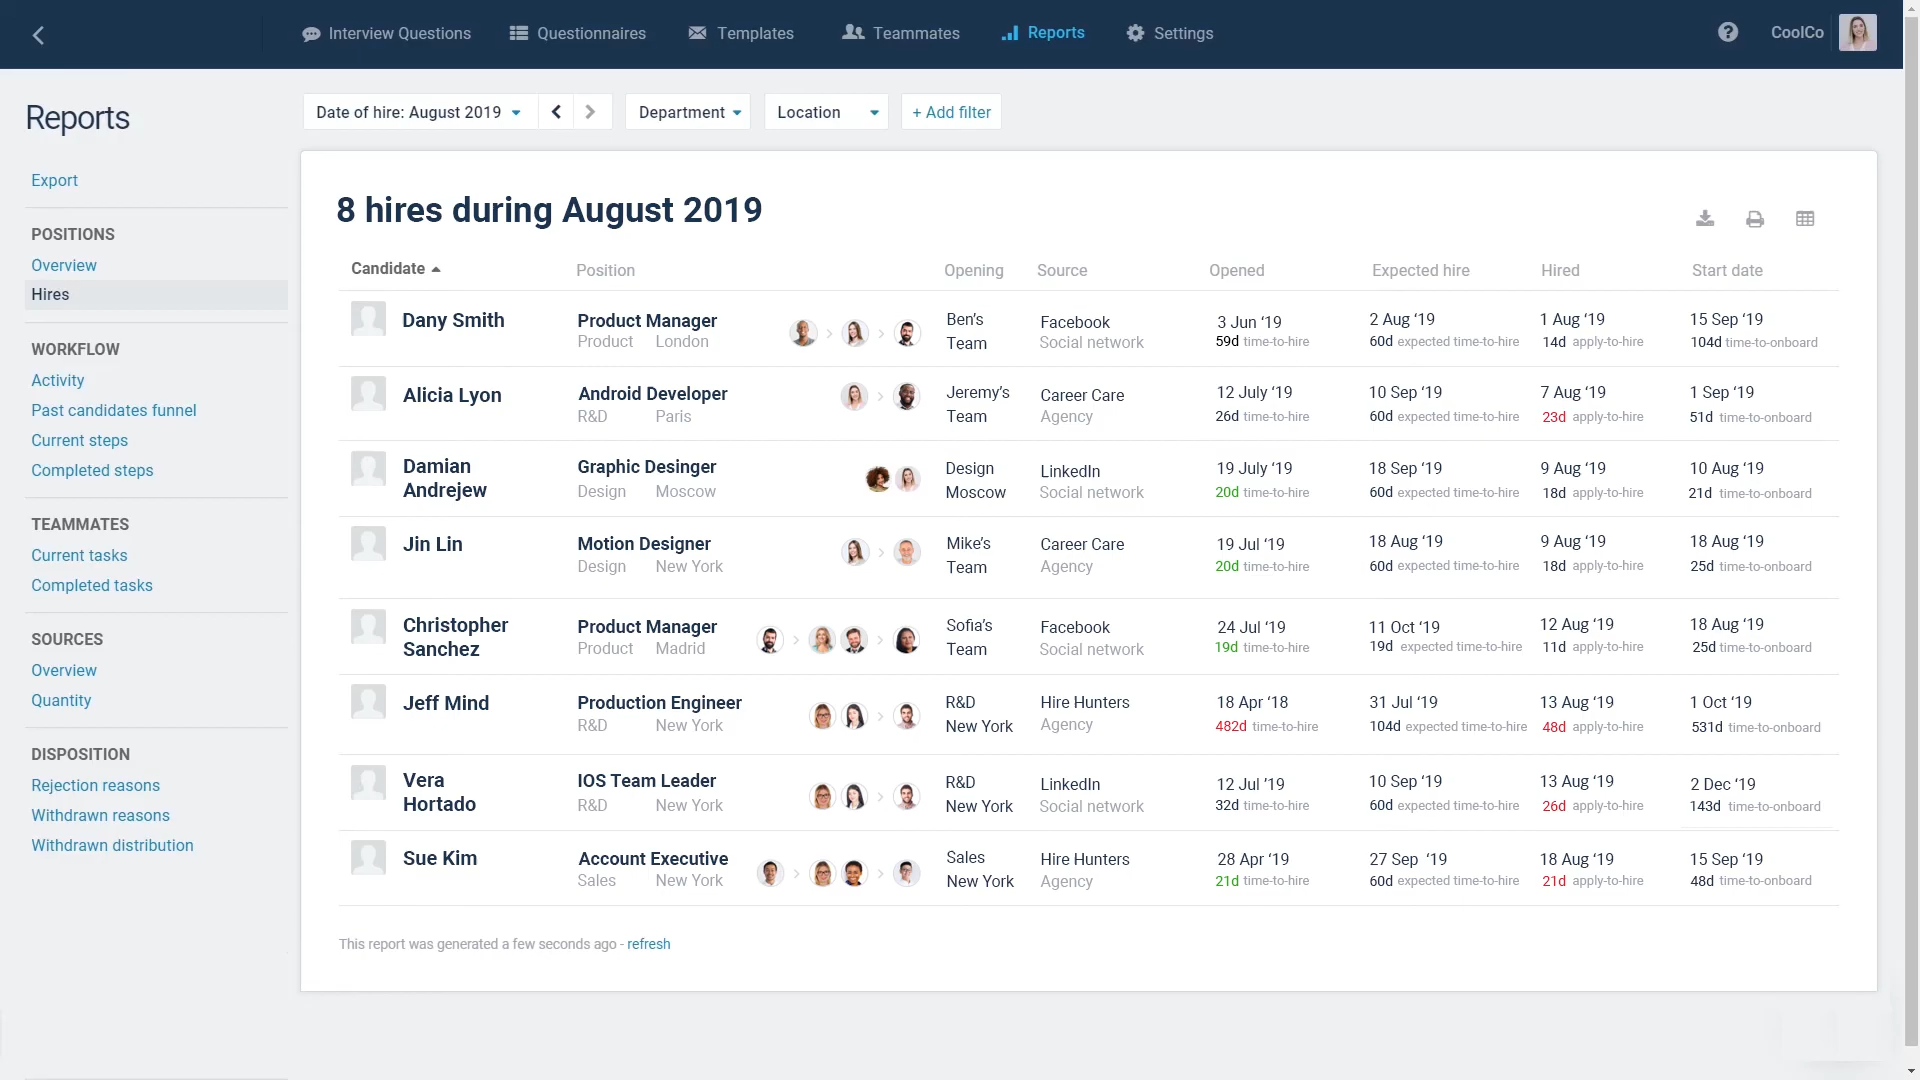 Interview Questions
Questionnaires
Templates
Teammates
Reports
Settings
CoolCo
Reports
Date of hire: August 2019
Department
Location
+ Add filter
Export
POSITIONS
Overview
Hires
WORKFLOW
Activity
Past candidates funnel
Current steps
Completed steps
TEAMMATES
Current tasks
Completed tasks
SOURCES
Overview
Quantity
DISPOSITION
Rejection reasons
Withdrawn reasons
Withdrawn distribution
8 hires during August 2019
Candidate Position Opening Source Opened Expected hire Hired Start date
Dany Smith Product Manager Ben’s Facebook 3 Jun ‘19 2 Aug ‘19 1 Aug ‘19 15 Sep ‘19
Product London Team Social network 59d time-to-hire 60d expected time-to-hire 14d apply-to-hire 104d time-to-onboard
Alicia Lyon Android Developer Jeremy’s Career Care 12 July ‘19 10 Sep ‘19 7 Aug ‘19 1 Sep ‘19
R&D Paris Team Agency 26d time-to-hire 60d expected time-to-hire 23d apply-to-hire 51d time-to-onboard
Damian Graphic Desinger Design LinkedIn 19 July ‘19 18 Sep ‘19 9 Aug ‘19 10 Aug ‘19
Andrejew Design Moscow Moscow Social network 20d time-to-hire 60d expected time-to-hire 18d apply-to-hire 21d time-to-onboard
Jin Lin Motion Designer Mike’s Career Care 19 Jul ‘19 18 Aug ‘19 9 Aug ‘19 18 Aug ‘19
Design New York Team Agency 20d time-to-hire 60d expected time-to-hire 18d apply-to-hire 25d time-to-onboard
Christopher Product Manager Sofia’s Facebook 24 Jul ‘19 11 Oct ‘19 12 Aug ‘19 18 Aug ‘19
Sanchez Product Madrid Team Social network 19d time-to-hire 19d expected time-to-hire 11d apply-to-hire 25d time-to-onboard
Jeff Mind Production Engineer R&D Hire Hunters 18 Apr ‘18 31 Jul ‘19 13 Aug ‘19 1 Oct ‘19
R&D New York New York Agency 482d time-to-hire 104d expected time-to-hire 48d apply-to-hire 531d time-to-onboard
Vera IOS Team Leader R&D LinkedIn 12 Jul ’19 10 Sep ‘19 13 Aug ‘19 2 Dec ‘19
Hortado R&D New York New York Social network 32d time-to-hire 60d expected time-to-hire 26d apply-to-hire 143d time-to-onboard
Sue Kim Account Executive Sales Hire Hunters 28 Apr ‘19 27 Sep ‘19 18 Aug ‘19 15 Sep ‘19
Sales New York New York Agency 21d time-to-hire 60d expected time-to-hire 21d apply-to-hire 48d time-to-onboard
This report was generated a few seconds ago - refresh